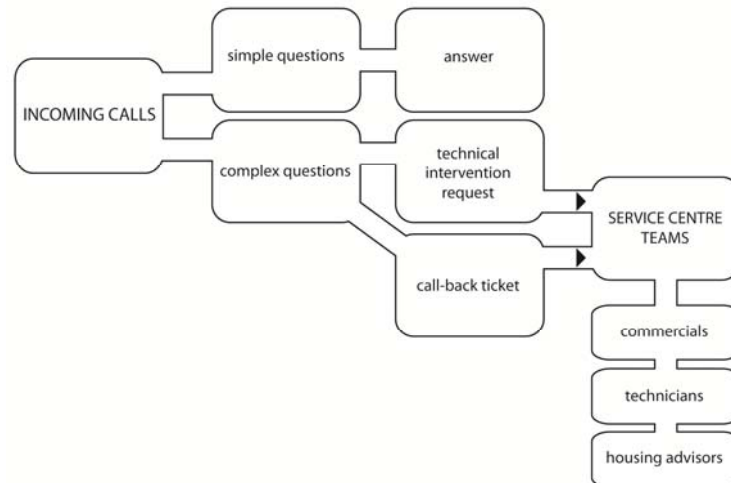 simple questions
answer
INCOMING CALLS
complex questions
technical
intervention
request
SERVICE CENTRE
TEAMS
call-back ticket
commercials
technicians
housing advisors